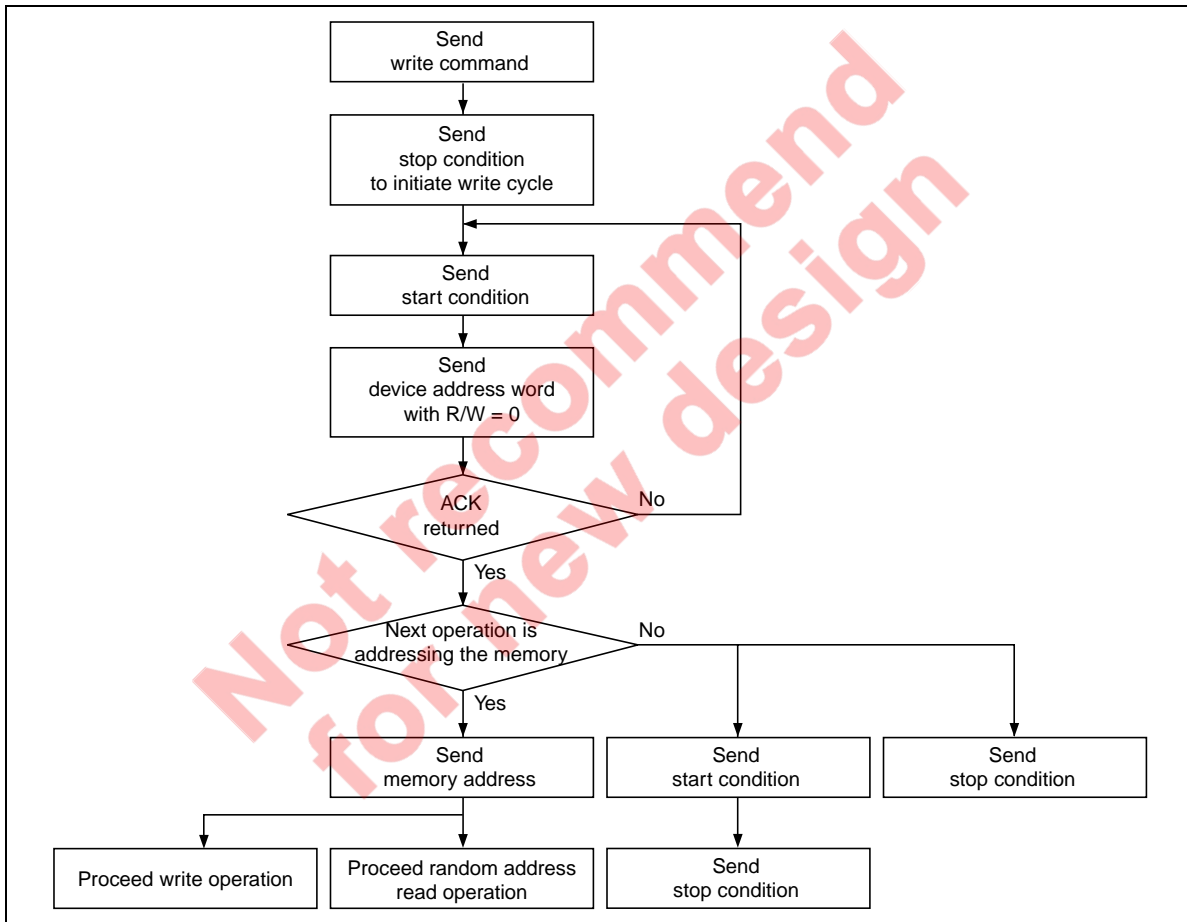 Send
write command
Send
stop condition
to initiate write cycle
Send
start condition
Send
device address word
with R/W = 0
ACK
returned
No
Yes
Next operation is
addressing the memory
No
Yes
Send
memory address
Send
start condition
Send
stop condition
Proceed write operation
Proceed random address
read operation
Send
stop condition
Not recommend
for new design